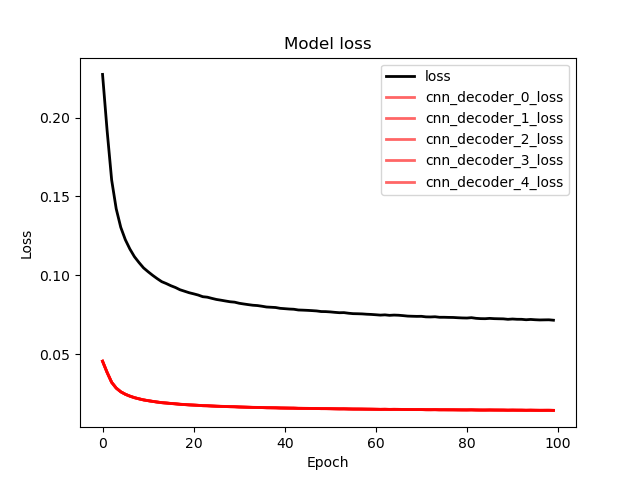 Model loss
loss
cnn_decoder_0_loss
cnn_decoder_1_loss
cnn_decoder_2_loss
cnn_decoder_3_loss
cnn_decoder_4_loss
0.20
0.15
0.10
0.05
Loss
0 20 40 60 80 100
Epoch